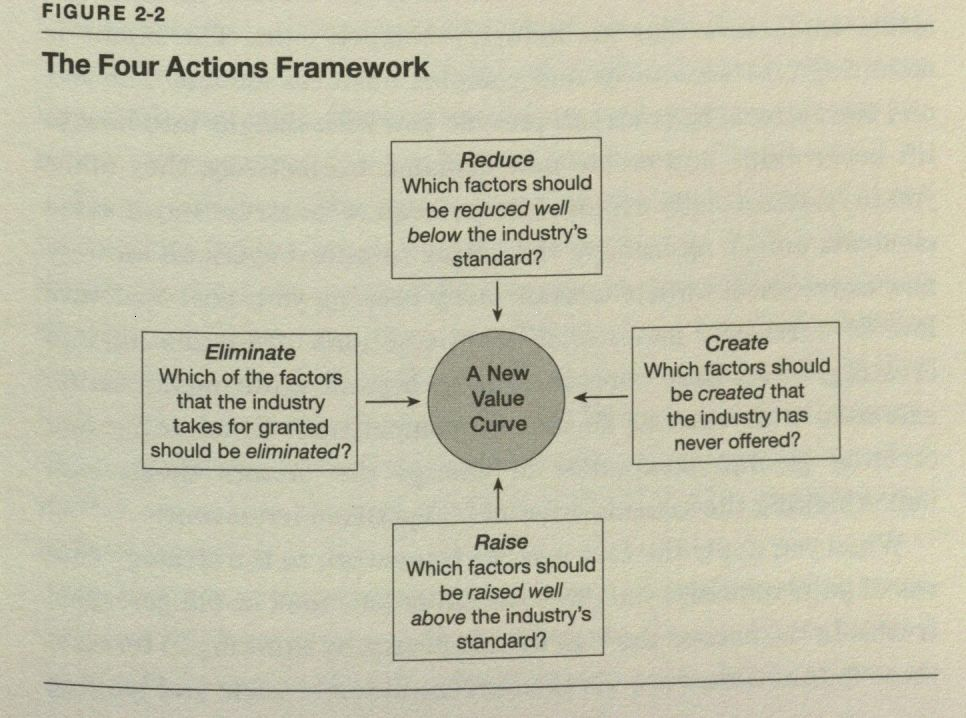 FIGURE 2-2
The Four Actions Framework
Reduce
Which factors should
be reduced well
below the industry's
standard?
Eliminate
Which of the factors
that the industry
takes for granted
should be eliminated?
A New
Value
Curve
Create
Which factors should
be created that
the industry has
never offered?
Raise
Which factors should
be raised well
above the industry's
standard?